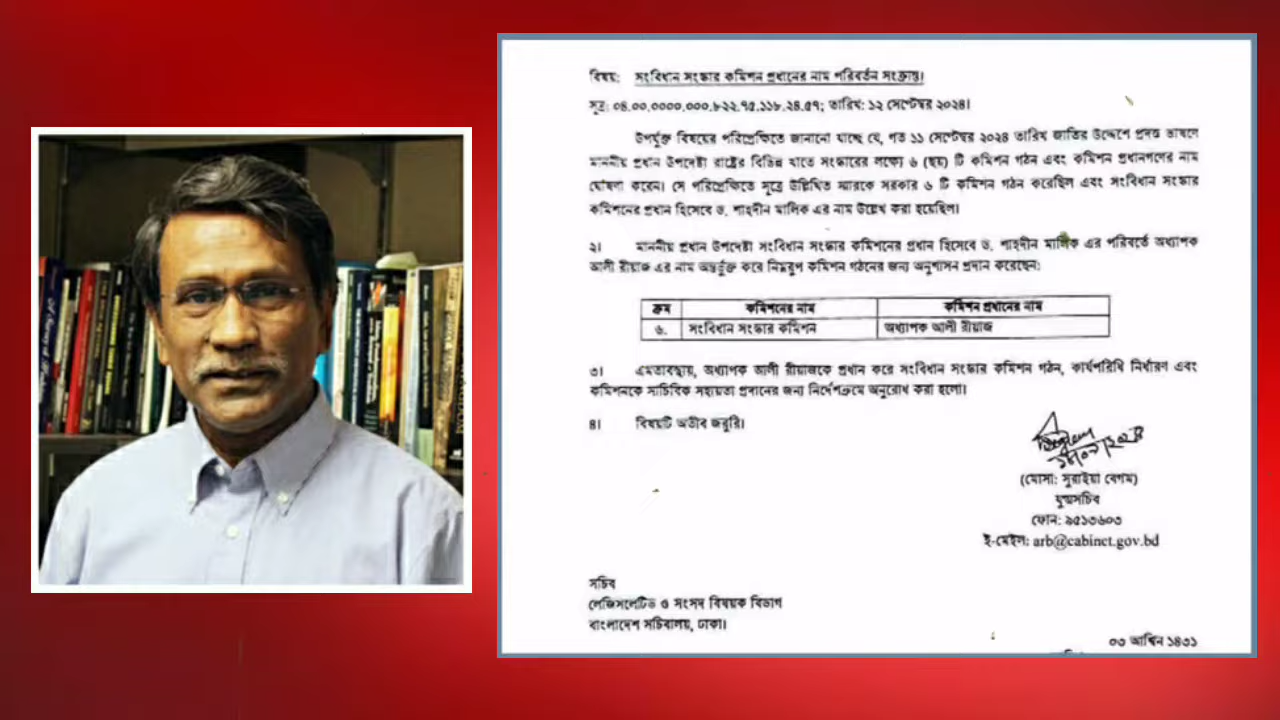 বিষয়: সংবিধান সংস্কার কমিশন প্রধানের নাম পরিবর্তন সংক্রান্ত।
সূত্র: ০৪.০০.০০০০.০০০.৮২২.৭৫.১১৮.২৪.৫৭; তারিখ: ১২ সেপ্টেম্বর ২০২৪।
উপর্যুক্ত বিষয়ের পরিপ্রেক্ষিতে জানানো যাচ্ছে যে, গত ১১ সেপ্টেম্বর ২০২৪ তারিখ জাতির উদ্দেশে প্রদত্ত ভাষণে
মাননীয় প্রধান উপদেষ্টা রাষ্ট্রের বিভিন্ন খাতে সংস্কারের লক্ষ্যে ৬ (ছয়) টি কমিশন গঠন এবং কমিশন প্রধানগণের নাম
ঘোষণা করেন। সে পরিপ্রেক্ষিতে সূত্রে উল্লিখিত স্মারকে সরকার ৬ টি কমিশন গঠন করেছিল এবং সংবিধান সংস্কার
কমিশনের প্রধান হিসেবে ড. শাহদীন মালিক এর নাম উল্লেখ করা হয়েছিল।
২। মাননীয় প্রধান উপদেষ্টা সংবিধান সংস্কার কমিশনের প্রধান হিসেবে ড. শাহদীন মালিক এর পরিবর্তে অধ্যাপক
আলী রীয়াজ এর নাম অন্তর্ভুক্ত করে নিম্নরূপ কমিশন গঠনের জন্য অনুশাসন প্রদান করেছেন:
ক্রম কমিশনের নাম কমিশন প্রধানের নাম
৬. সংবিধান সংস্কার কমিশন অধ্যাপক আলী রীয়াজ
৩। এমতাবস্থায়, অধ্যাপক আলী রীয়াজকে প্রধান করে সংবিধান সংস্কার কমিশন গঠন, কার্যপরিধি নির্ধারণ এবং
কমিশনকে সাচিবিক সহায়তা প্রদানের জন্য নির্দেশক্রমে অনুরোধ করা হলো।
৪। বিষয়টি অতীব জরুরি।
(মোসা: সুরাইয়া বেগম)
যুগ্মসচিব
ফোন: ৯৫১৩৬০৩
ই-মেইল: arb@cabinet.gov.bd
সচিব
লেজিসলেটিভ ও সংসদ বিষয়ক বিভাগ
বাংলাদেশ সচিবালয়, ঢাকা।
০৩ আশ্বিন ১৪৩১